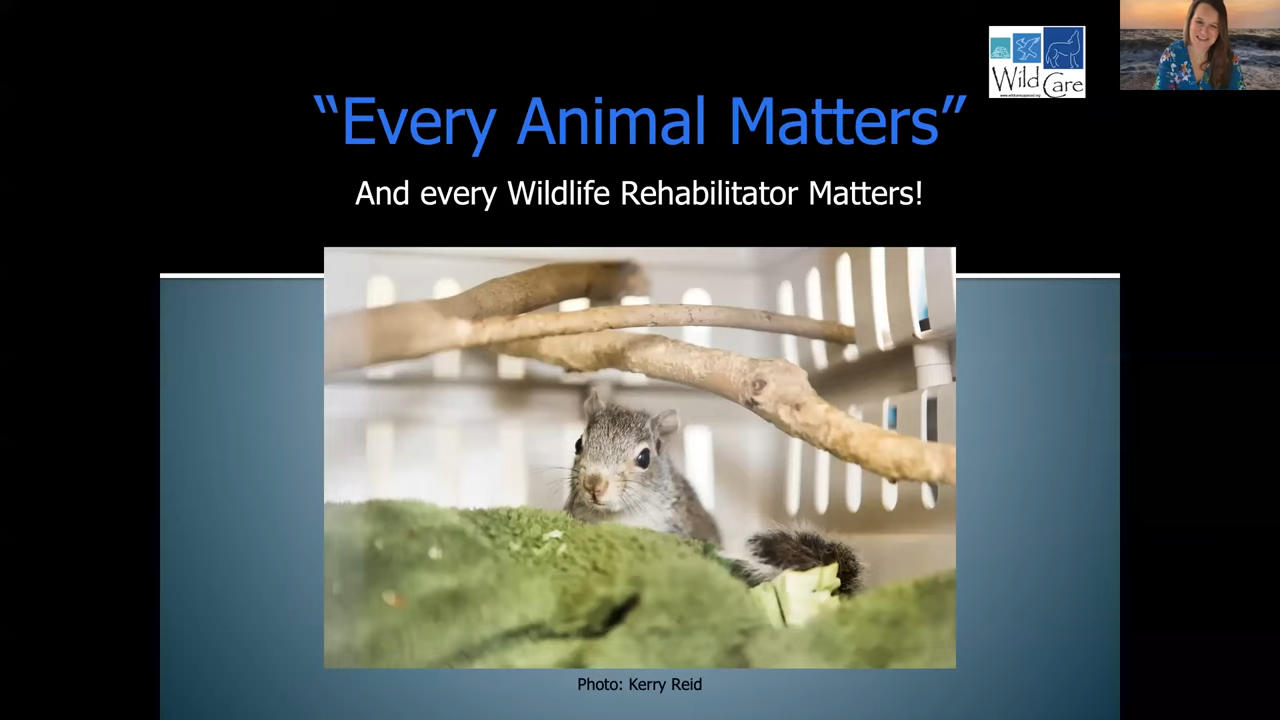 Wild Care
"Every Animal Matters"
And every Wildlife Rehabilitator Matters!
Photo: Kerry Reid